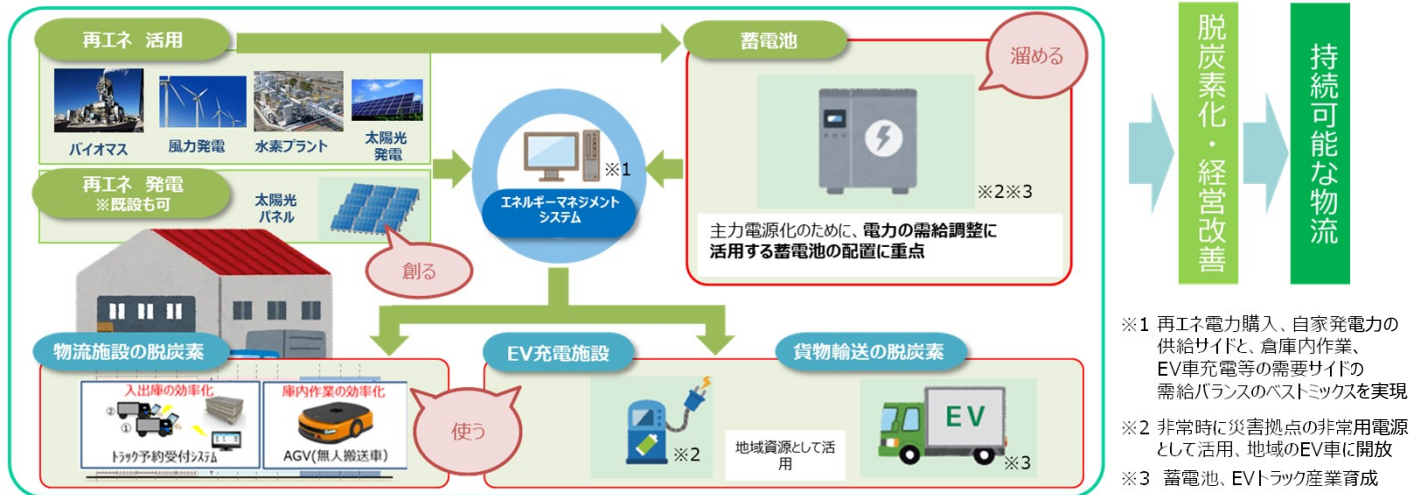 再エネ 活用
バイオマス
風力発電
水素プラント
太陽光
発電
再エネ 発電
※既設も可
太陽光
パネル
創る
エネルギーマネジメント
システム
※1
蓄電池
溜める
※2※3
主力電源化のために、電力の需給調整に
活用する蓄電池の配置に重点
物流施設の脱炭素
入出庫の効率化
②
①
トラック予約受付システム
庫内作業の効率化
AGV(無人搬送車)
使う
EV充電施設
※2
地域資源として活
用
貨物輸送の脱炭素
EV
※3
脱炭素化・経営改善
持続可能な物流
※1 再エネ電力購入、自家発電力の
供給サイドと、倉庫内作業、
EV車充電等の需要サイドの
需給バランスのベストミックスを実現
※2 非常時に災害拠点の非常用電源
として活用、地域のEV車に開放
※3 蓄電池、EVトラック産業育成